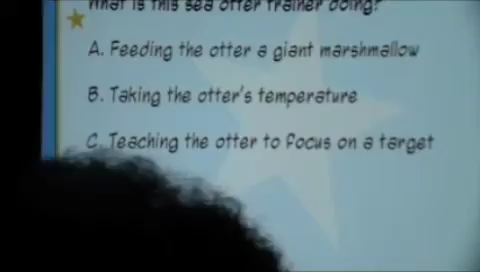 What is this sea otter trainer doing?
A. Feeding the otter a giant marshmallow
B. Taking the otter's temperature
C. Teaching the otter to focus on a target